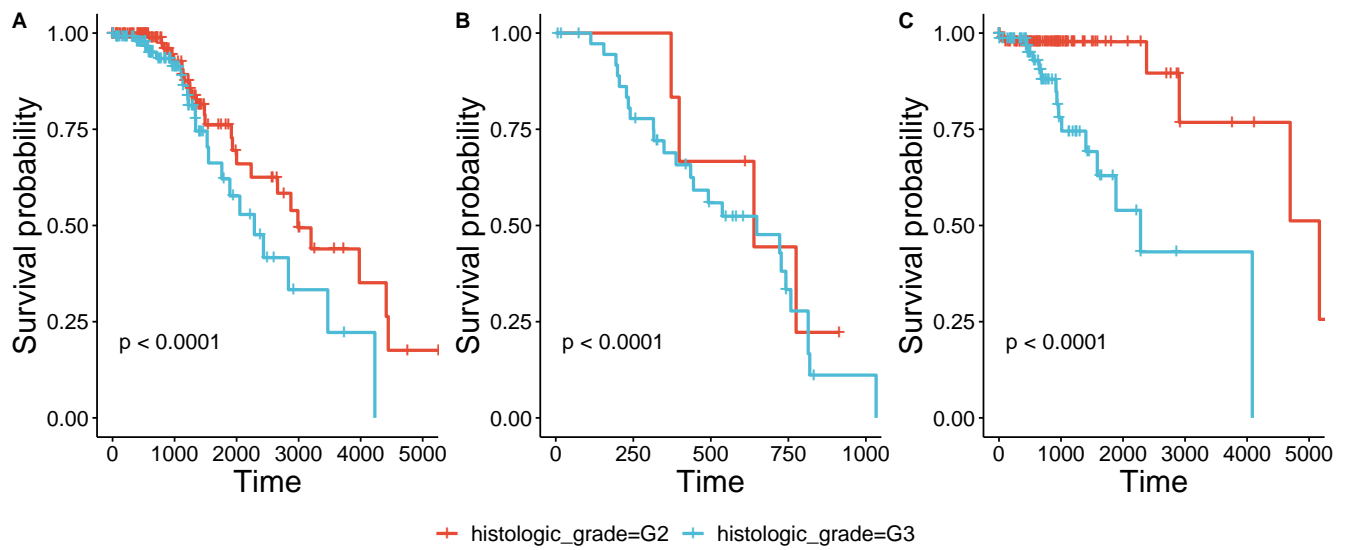 A
Survival probability
1.00
0.75
0.50
0.25
0.00
p < 0.0001
0 1000 2000 3000 4000 5000
Time
B
Survival probability
1.00
0.75
0.50
0.25
0.00
p < 0.0001
0 250 500 750 1000
Time
C
Survival probability
1.00
0.75
0.50
0.25
0.00
p < 0.0001
0 1000 2000 3000 4000 5000
Time
histologic_grade=G2 histologic_grade=G3